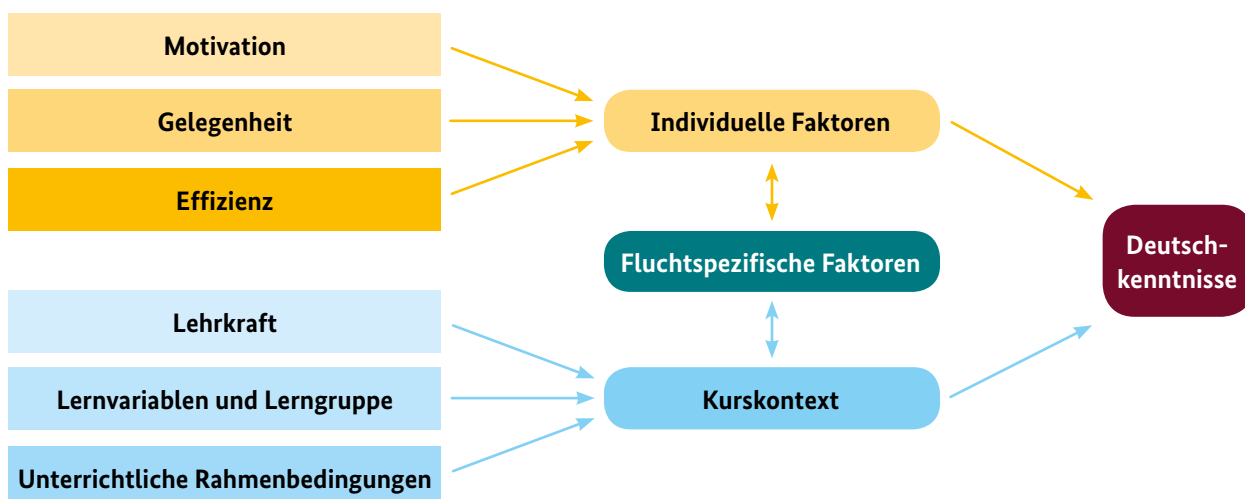 Motivation
Gelegenheit
Effizienz
Lehrkraft
Lernvariablen und Lerngruppe
Unterrichtliche Rahmenbedingungen
Individuelle Faktoren
Fluchtspezifische Faktoren
Kurskontext
Deutsch-
kenntnisse